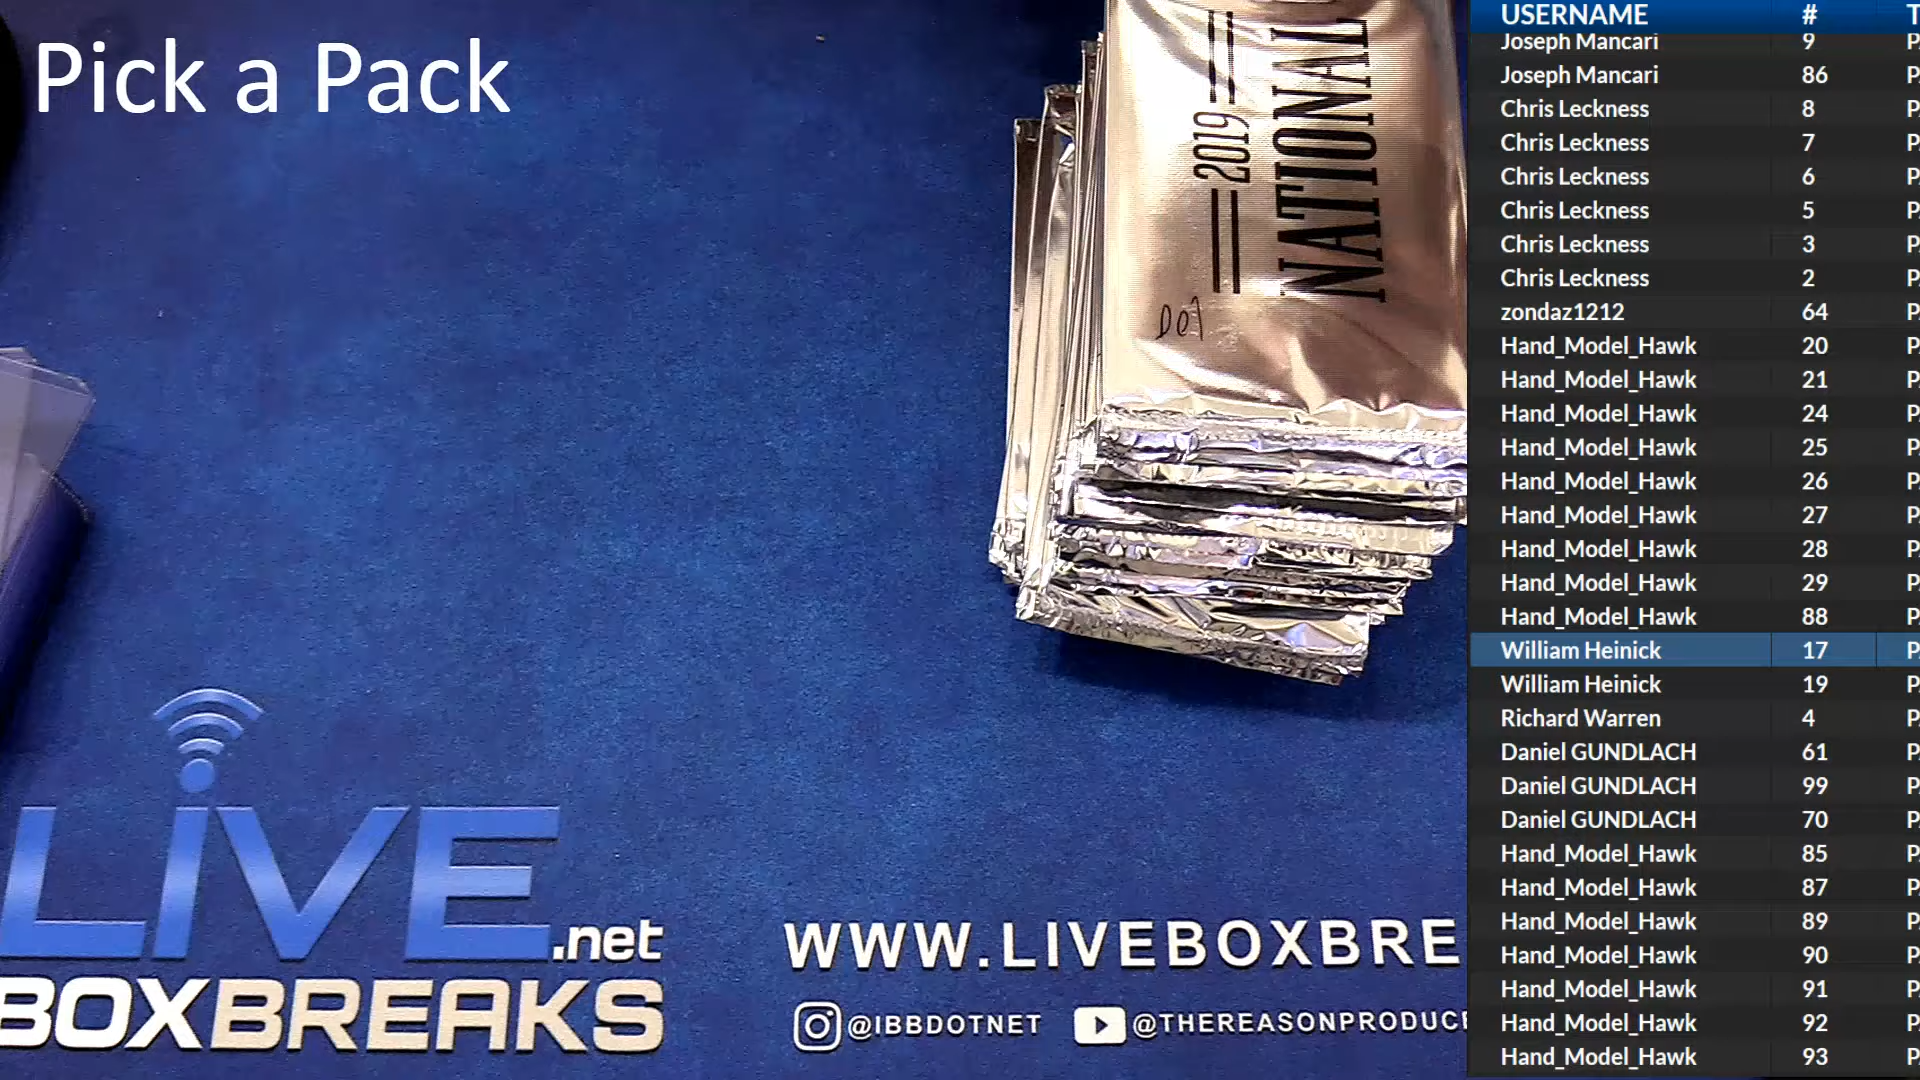 Pick a Pack
2019
NATIONAL
LIVE.net
BOXBREAKS
WWW.LIVEBOXBRE
@IBBDOTNET
@THEREASONPRODUC
USERNAME #
Joseph Mancari 9 P
Joseph Mancari 86 P
Chris Leckness 8 P
Chris Leckness 7 P
Chris Leckness 6 P
Chris Leckness 5 P
Chris Leckness 3 P
Chris Leckness 2 P
zondaz1212 64 P
Hand_Model_Hawk 20 P
Hand_Model_Hawk 21 P
Hand_Model_Hawk 24 P
Hand_Model_Hawk 25 P
Hand_Model_Hawk 26 P
Hand_Model_Hawk 27 P
Hand_Model_Hawk 28 P
Hand_Model_Hawk 29 P
Hand_Model_Hawk 88 P
William Heinick 17 P
William Heinick 19 P
Richard Warren 4 P
Daniel GUNDLACH 61 P
Daniel GUNDLACH 99 P
Daniel GUNDLACH 70 P
Hand_Model_Hawk 85 P
Hand_Model_Hawk 87 P
Hand_Model_Hawk 89 P
Hand_Model_Hawk 90 P
Hand_Model_Hawk 91 P
Hand_Model_Hawk 92 P
Hand_Model_Hawk 93 P